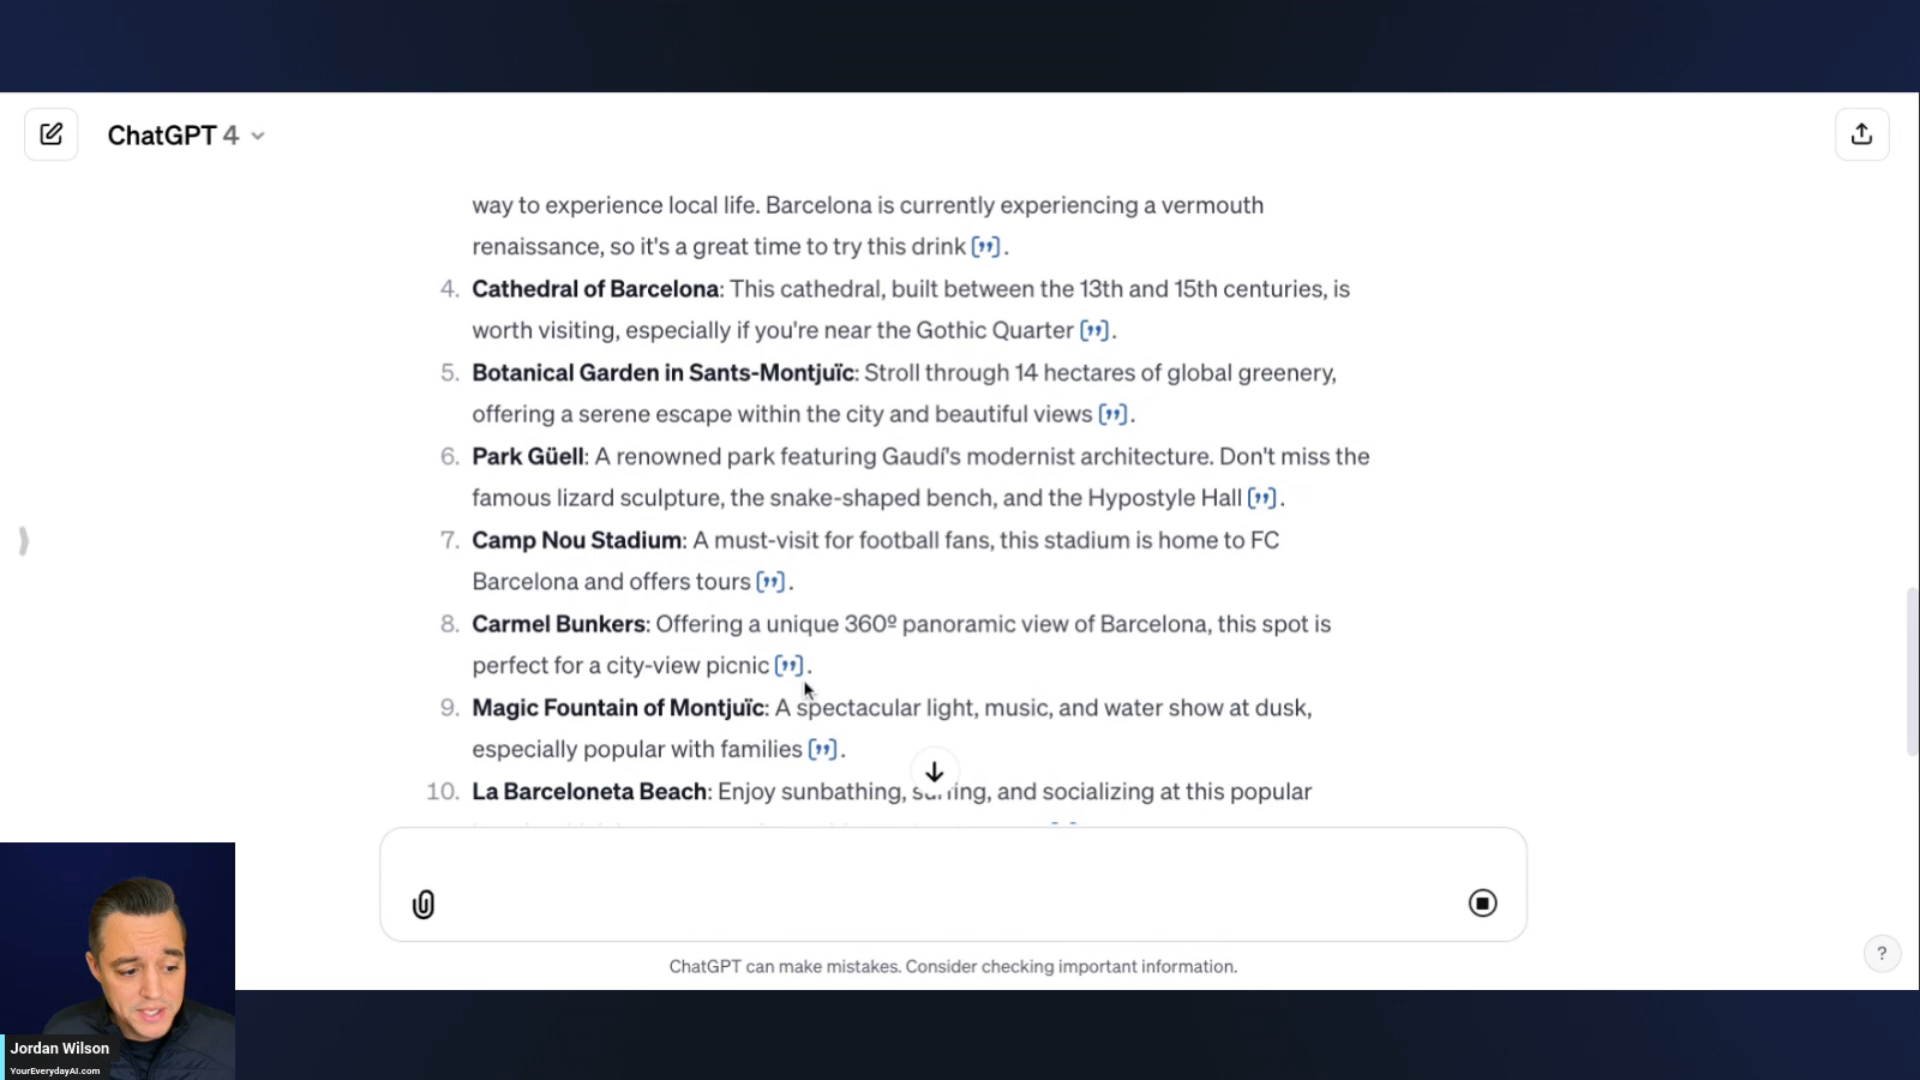 ChatGPT 4
way to experience local life. Barcelona is currently experiencing a vermouth
renaissance, so it's a great time to try this drink [❞].
4. Cathedral of Barcelona: This cathedral, built between the 13th and 15th centuries, is
worth visiting, especially if you're near the Gothic Quarter [❞].
5. Botanical Garden in Sants-Montjuïc: Stroll through 14 hectares of global greenery,
offering a serene escape within the city and beautiful views [❞].
6. Park Güell: A renowned park featuring Gaudí's modernist architecture. Don't miss the
famous lizard sculpture, the snake-shaped bench, and the Hypostyle Hall [❞].
7. Camp Nou Stadium: A must-visit for football fans, this stadium is home to FC
Barcelona and offers tours [❞].
8. Carmel Bunkers: Offering a unique 360º panoramic view of Barcelona, this spot is
perfect for a city-view picnic [❞].
9. Magic Fountain of Montjuïc: A spectacular light, music, and water show at dusk,
especially popular with families [❞].
10. La Barceloneta Beach: Enjoy sunbathing, and socializing at this popular
ChatGPT can make mistakes. Consider checking important information.
?
Jordan Wilson
YourEverydayAI.com